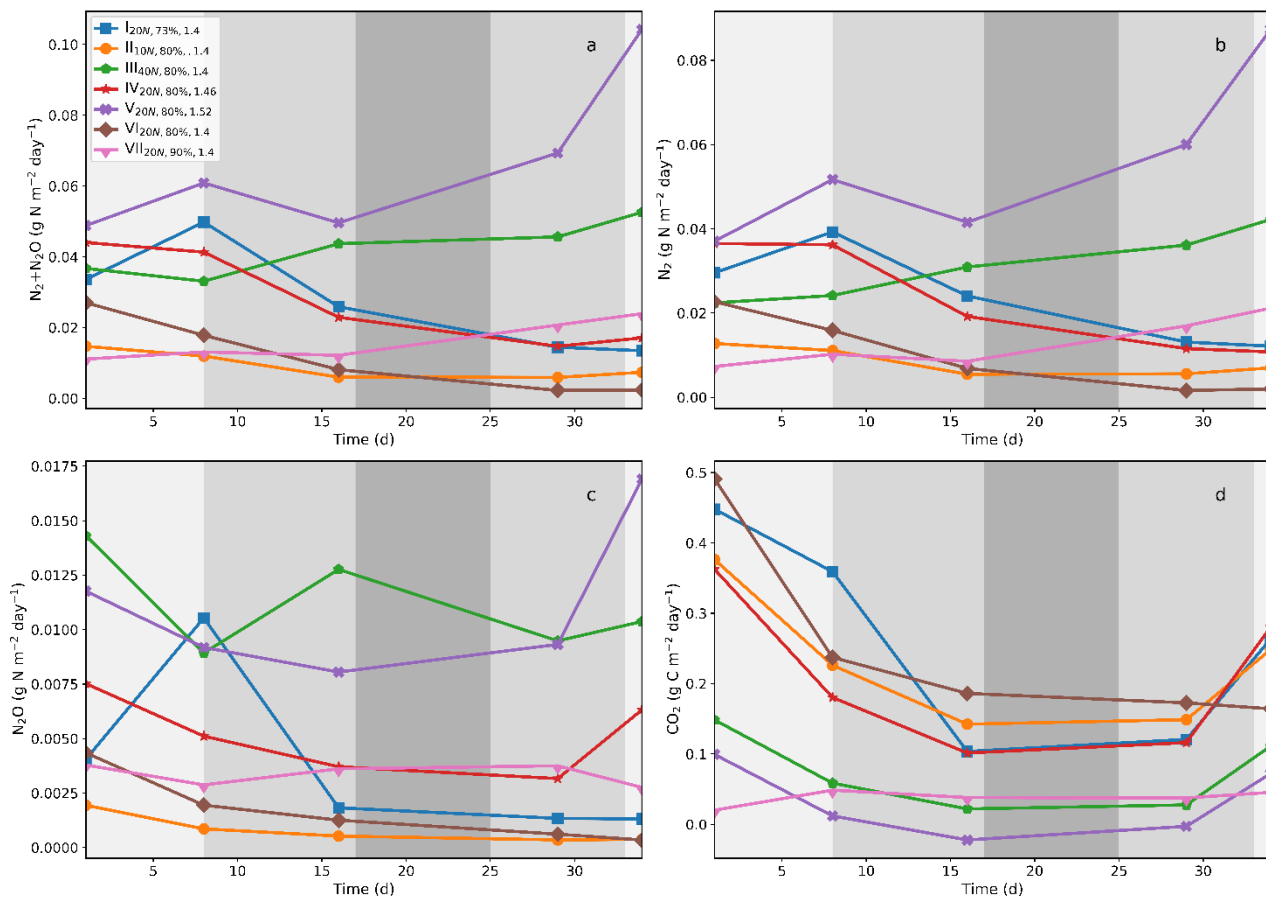 I20N, 73%, 1.4
II10N, 80%, . 1.4
III40N, 80%, 1.4
IV20N, 80%, 1.46
V20N, 80%, 1.52
VI20N, 80%, 1.4
VII20N, 90%, 1.4
a
N₂+N₂O (g N m⁻² day⁻¹)
0.10
0.08
0.06
0.04
0.02
0.00
5 10 15 20 25 30
Time (d)
b
N₂ (g N m⁻² day⁻¹)
0.08
0.06
0.04
0.02
0.00
5 10 15 20 25 30
Time (d)
c
N₂O (g N m⁻² day⁻¹)
0.0175
0.0150
0.0125
0.0100
0.0075
0.0050
0.0025
0.0000
5 10 15 20 25 30
Time (d)
d
CO₂ (g C m⁻² day⁻¹)
0.5
0.4
0.3
0.2
0.1
0.0
5 10 15 20 25 30
Time (d)